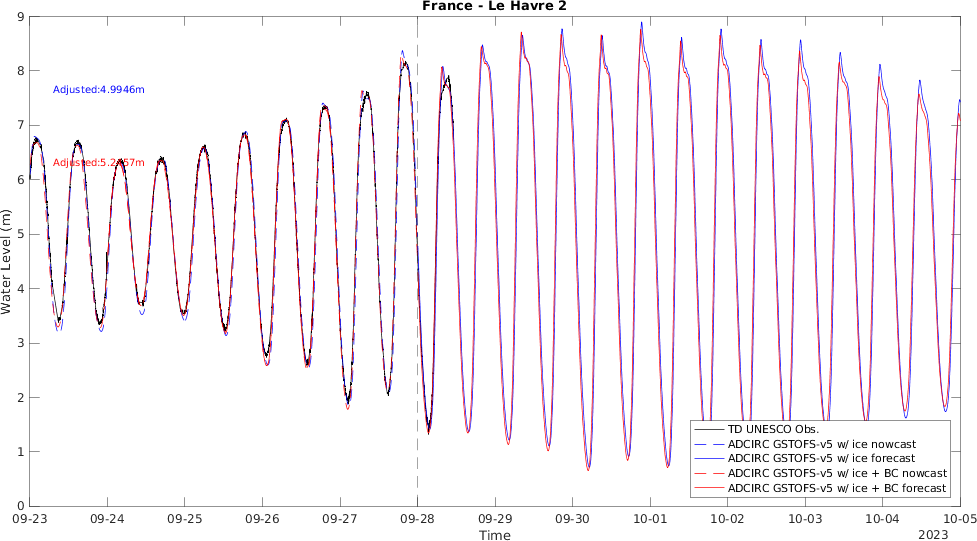 France - Le Havre 2
9
8
7
6
5
4
3
2
1
0
Water Level (m)
Adjusted:4.9946m
TD UNESCO Obs.
ADCIRC GSTOFS-v5 w/ ice nowcast
ADCIRC GSTOFS-v5 w/ ice forecast
ADCIRC GSTOFS-v5 w/ ice + BC nowcast
ADCIRC GSTOFS-v5 w/ ice + BC forecast
09-23 09-24 09-25 09-26 09-27 09-28 09-29 09-30 10-01 10-02 10-03 10-04 10-05
Time
2023